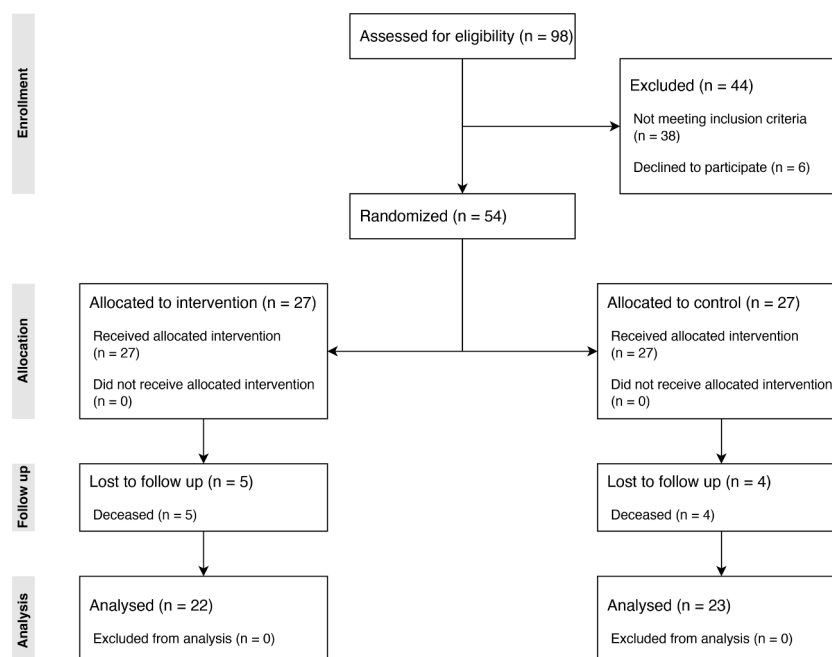 Enrollment
Assessed for eligibility (n = 98)
Excluded (n = 44)
Not meeting inclusion criteria
(n = 38)
Declined to participate (n = 6)
Randomized (n = 54)
Allocation
Allocated to intervention (n = 27)
Received allocated intervention
(n = 27)
Did not receive allocated intervention
(n = 0)
Allocated to control (n = 27)
Received allocated intervention
(n = 27)
Did not receive allocated intervention
(n = 0)
Follow up
Lost to follow up (n = 5)
Deceased (n = 5)
Lost to follow up (n = 4)
Deceased (n = 4)
Analysis
Analysed (n = 22)
Excluded from analysis (n = 0)
Analysed (n = 23)
Excluded from analysis (n = 0)